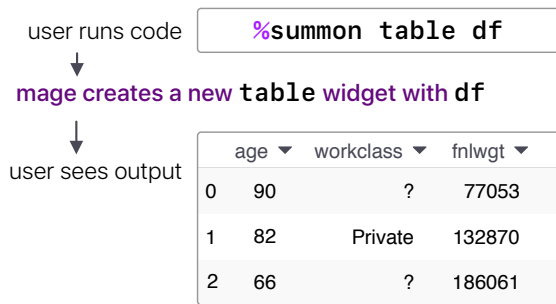 user runs code
%summon table df
mage creates a new table widget with df
user sees output
age workclass fnlwgt
0 90 ? 77053
1 82 Private 132870
2 66 ? 186061